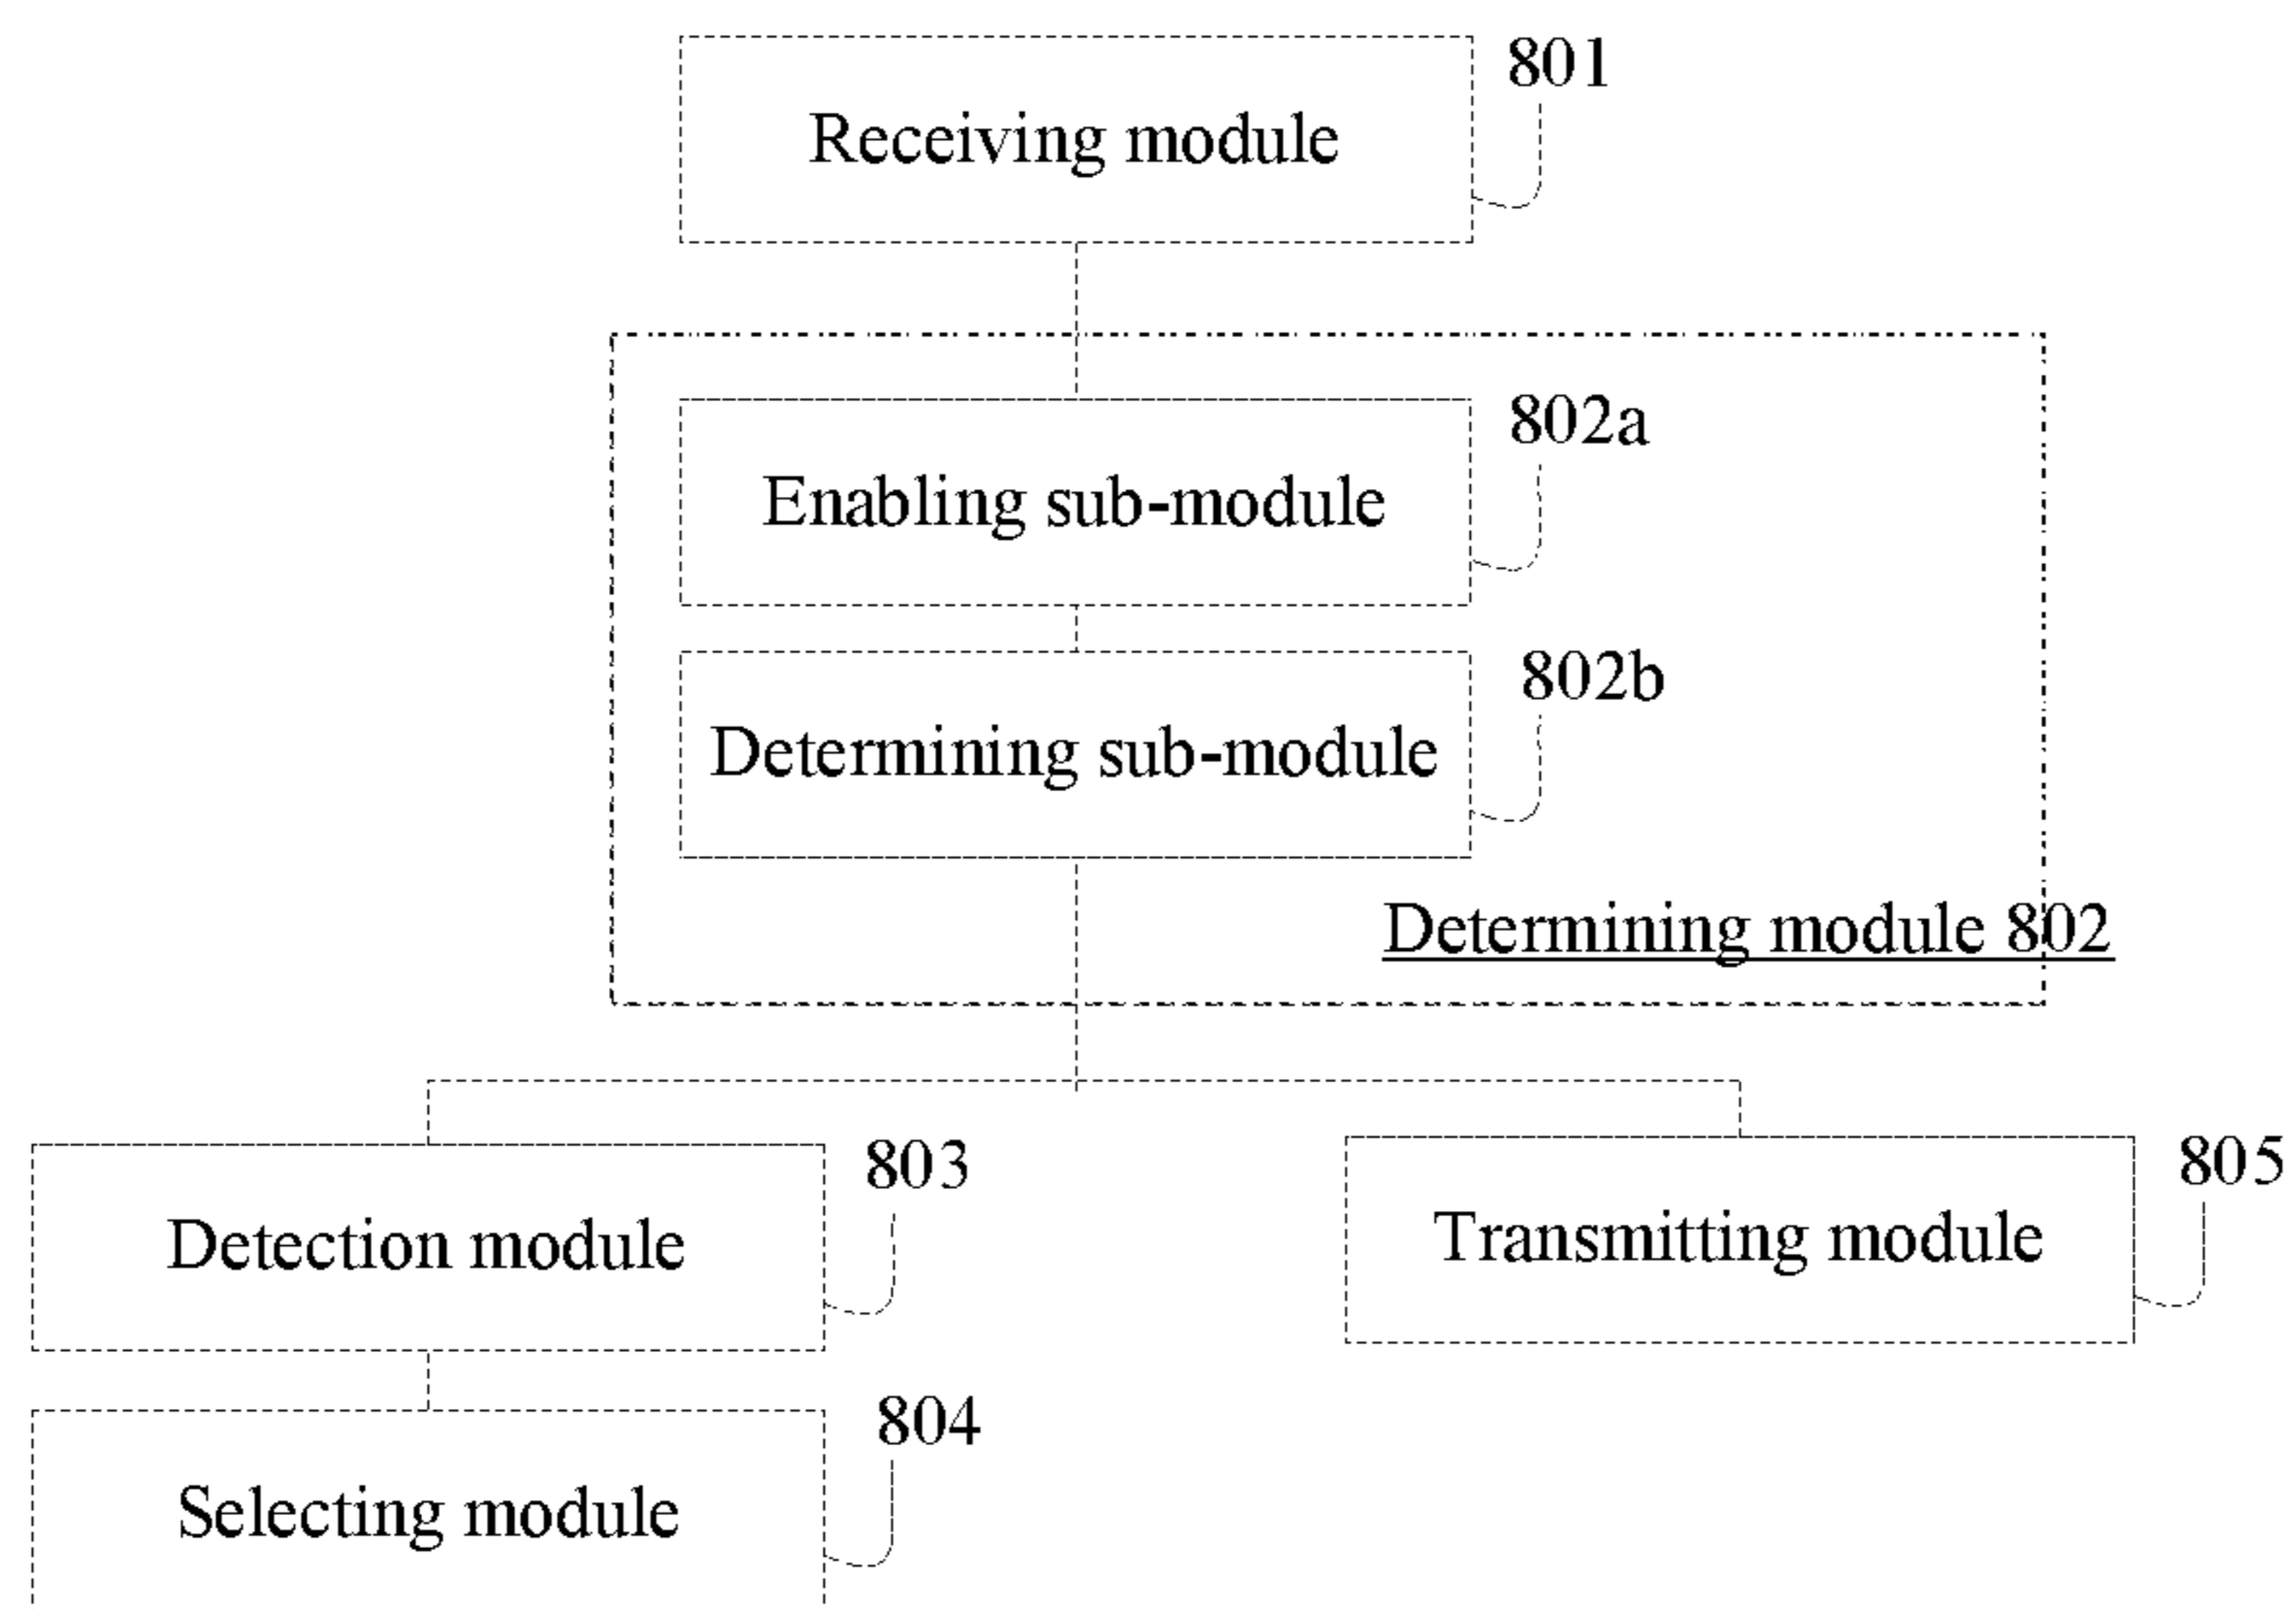 801
Receiving module
802a
Enabling sub-module
802b
Determining sub-module
Determining module 802
803
Detection module
805
Transmitting module
804
Selecting module